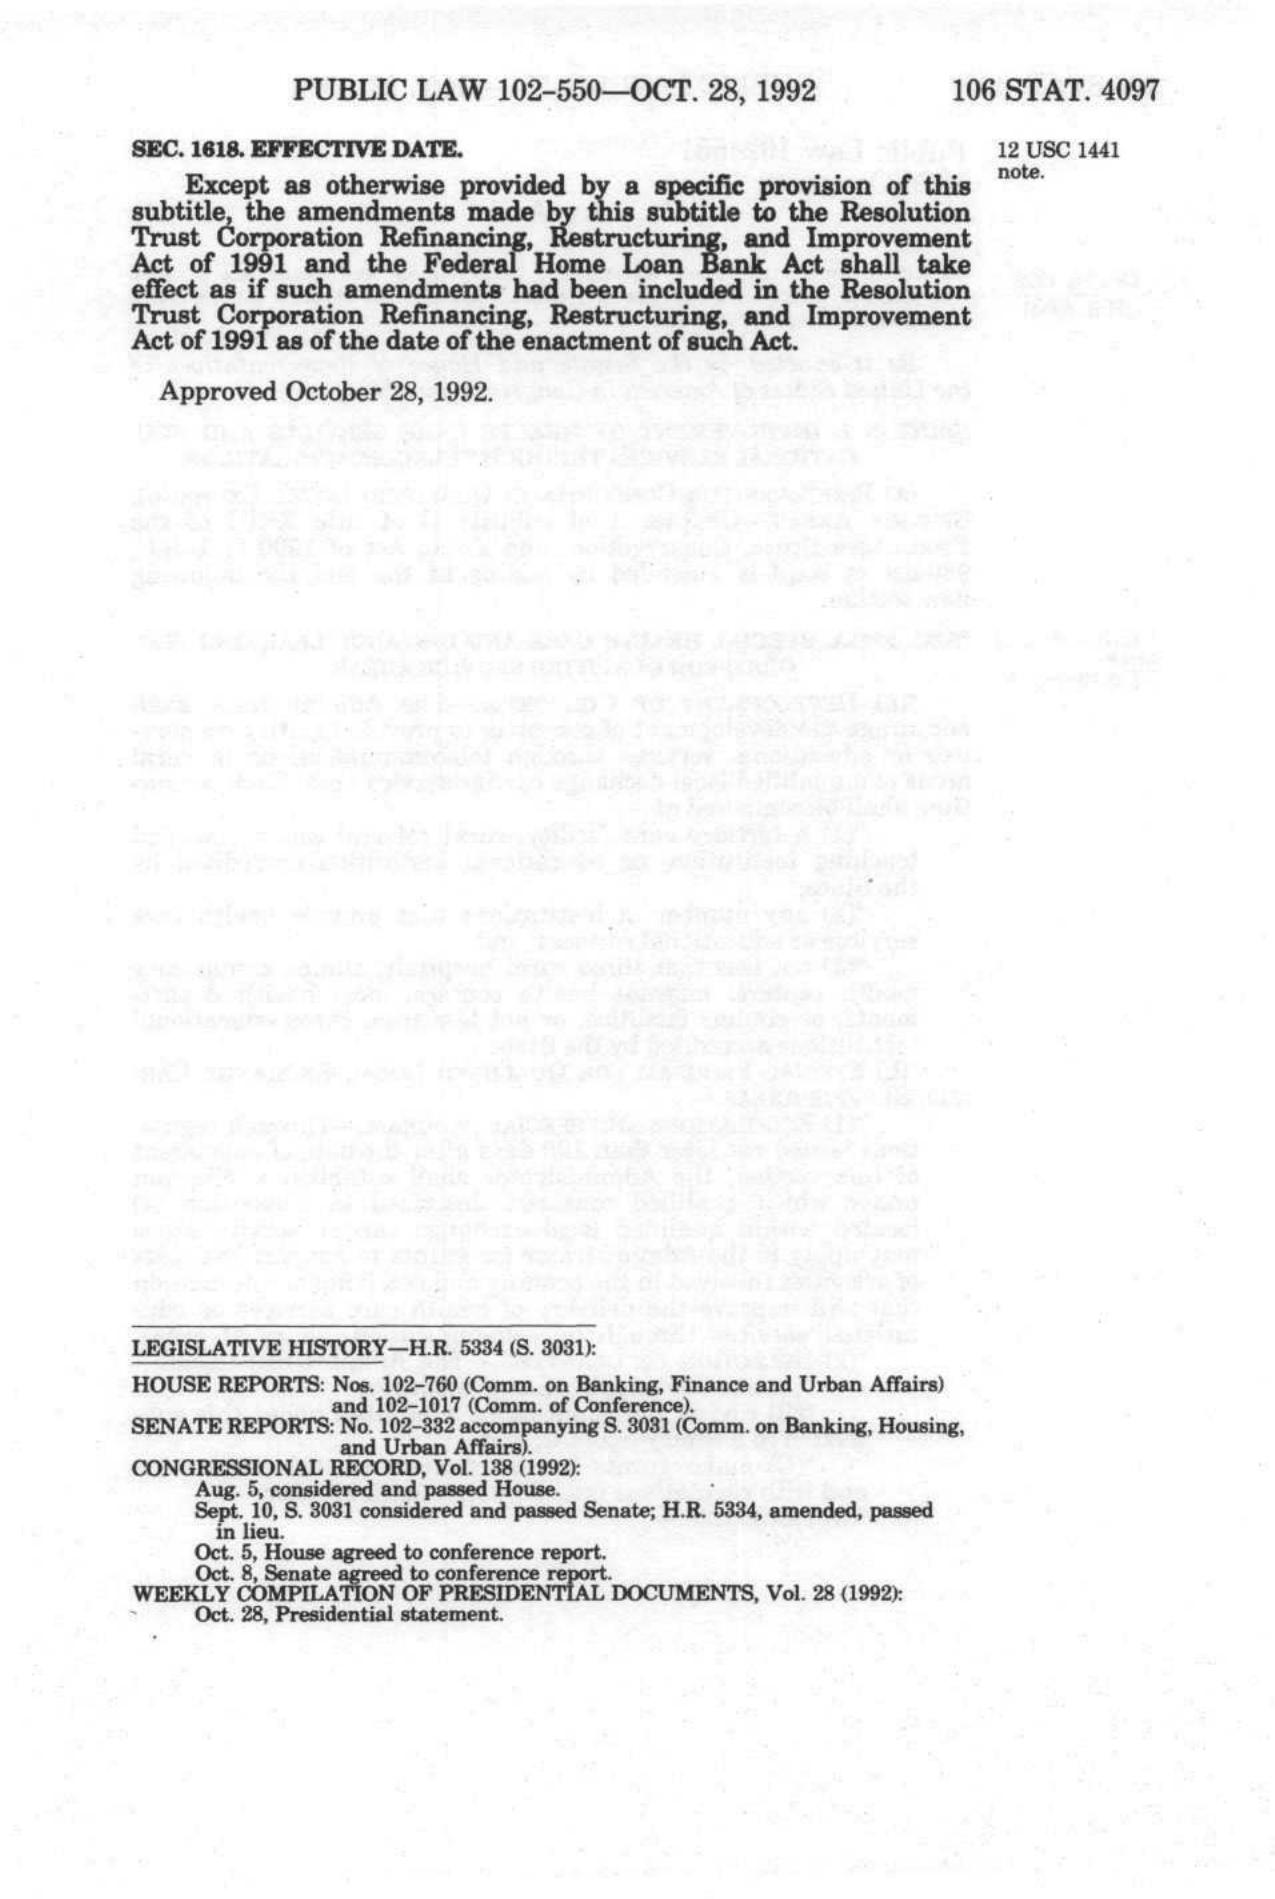 PUBLIC LAW 102–550—OCT. 28, 1992 106 STAT. 4097
SEC. 1618. EFFECTIVE DATE.
12 USC 1441
note.
Except as otherwise provided by a specific provision of this
subtitle, the amendments made by this subtitle to the Resolution
Trust Corporation Refinancing, Restructuring, and Improvement
Act of 1991 and the Federal Home Loan Bank Act shall take
effect as if such amendments had been included in the Resolution
Trust Corporation Refinancing, Restructuring, and Improvement
Act of 1991 as of the date of the enactment of such Act.
Approved October 28, 1992.
LEGISLATIVE HISTORY—H.R. 5334 (S. 3031):
HOUSE REPORTS: Nos. 102–760 (Comm. on Banking, Finance and Urban Affairs)
and 102–1017 (Comm. of Conference).
SENATE REPORTS: No. 102–332 accompanying S. 3031 (Comm. on Banking, Housing,
and Urban Affairs).
CONGRESSIONAL RECORD, Vol. 138 (1992):
Aug. 5, considered and passed House.
Sept. 10, S. 3031 considered and passed Senate; H.R. 5334, amended, passed
in lieu.
Oct. 5, House agreed to conference report.
Oct. 8, Senate agreed to conference report.
WEEKLY COMPILATION OF PRESIDENTIAL DOCUMENTS, Vol. 28 (1992):
Oct. 28, Presidential statement.